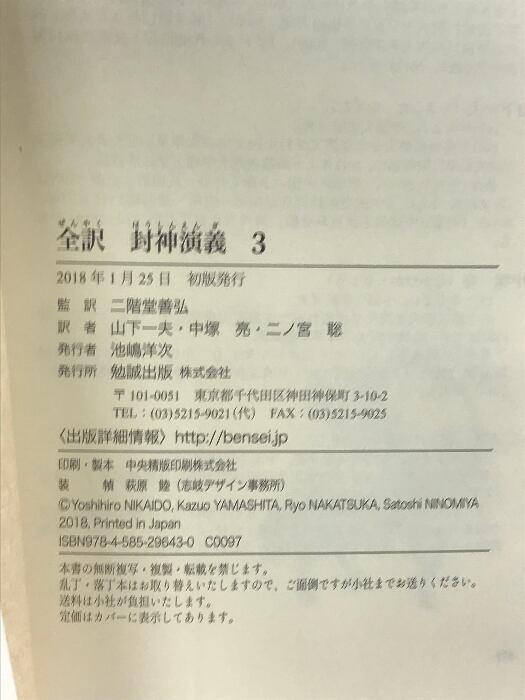 ぜんやく ほうしんえんぎ
全訳 封神演義 3
2018年1月25日 初版発行
監訳 二階堂善弘
訳者 山下一夫・中塚 亮・二ノ宮 聡
発行者 池嶋洋次
発行所 勉誠出版 株式会社
〒101-0051 東京都千代田区神田神保町3-10-2
TEL:(03)5215-9021(代) FAX:(03)5215-9025
〈出版詳細情報〉http://bensei.jp
印刷・製本 中央精版印刷株式会社
装幀 萩原 睦(志岐デザイン事務所)
©Yoshihiro NIKAIDO, Kazuo YAMASHITA, Ryo NAKATSUKA, Satoshi NINOMIYA
2018, Printed in Japan
ISBN978-4-585-29643-0 C0097
本書の無断複写・複製・転載を禁じます。
乱丁・落丁本はお取り替えいたしますので、ご面倒ですが小社までお送りください。
送料は小社が負担いたします。
定価はカバーに表示してあります。